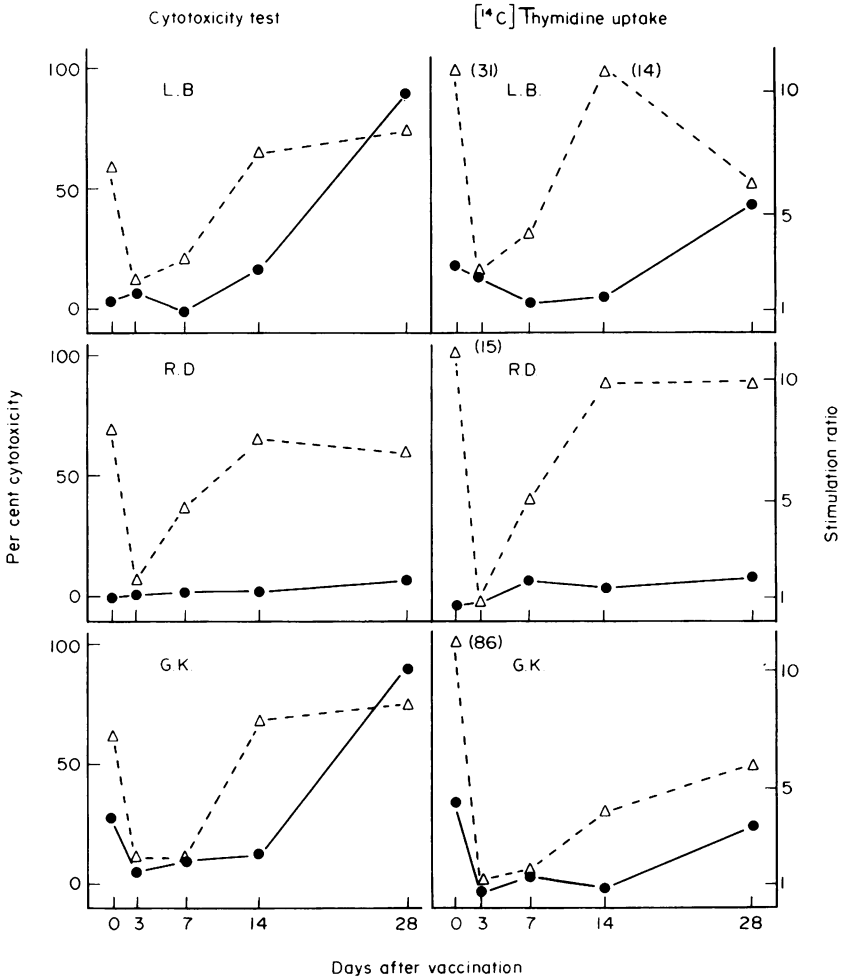 Cytotoxicity test
[¹⁴C] Thymidine uptake
100
50
0
L.B
(31)
L.B.
(14)
10
5
1
100
50
0
R.D
(15)
RD
10
5
1
100
50
0
G.K.
(86)
G.K
10
5
1
Per cent cytotoxicity
Stimulation ratio
0 3 7 14 28
0 3 7 14 28
Days after vaccination